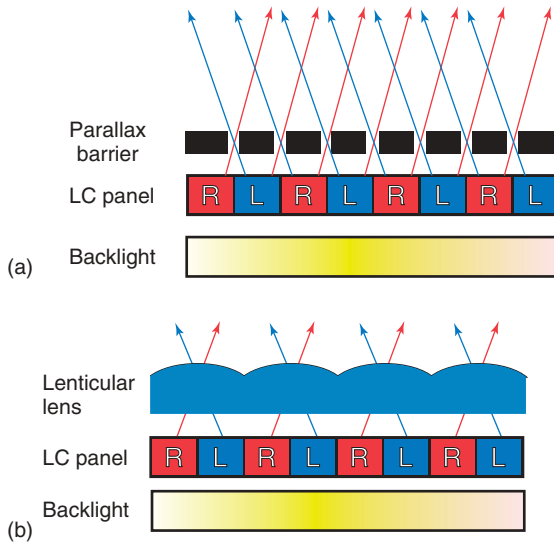 Parallax
barrier
LC panel
R L R L R L R L
(a)
Backlight
Lenticular
lens
LC panel
R L R L R L R L
Backlight
(b)